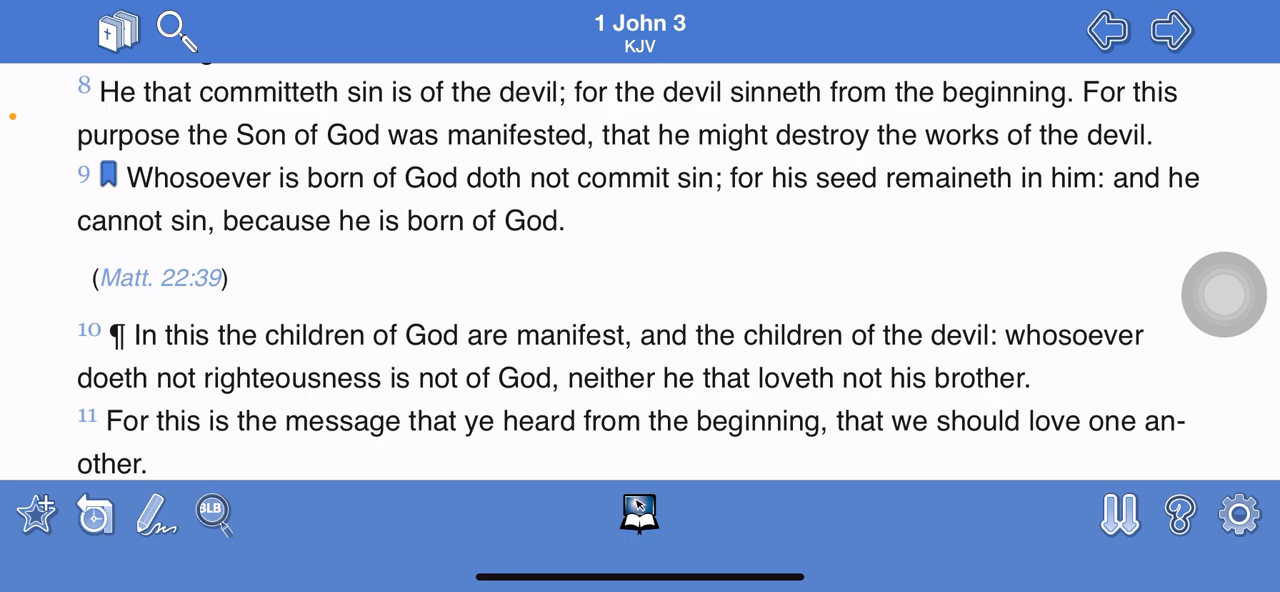 1 John 3
KJV
8 He that committeth sin is of the devil; for the devil sinneth from the beginning. For this
purpose the Son of God was manifested, that he might destroy the works of the devil.
9 Whosoever is born of God doth not commit sin; for his seed remaineth in him: and he
cannot sin, because he is born of God.
(Matt. 22:39)
10 ¶ In this the children of God are manifest, and the children of the devil: whosoever
doeth not righteousness is not of God, neither he that loveth not his brother.
11 For this is the message that ye heard from the beginning, that we should love one an-
other.
BLB